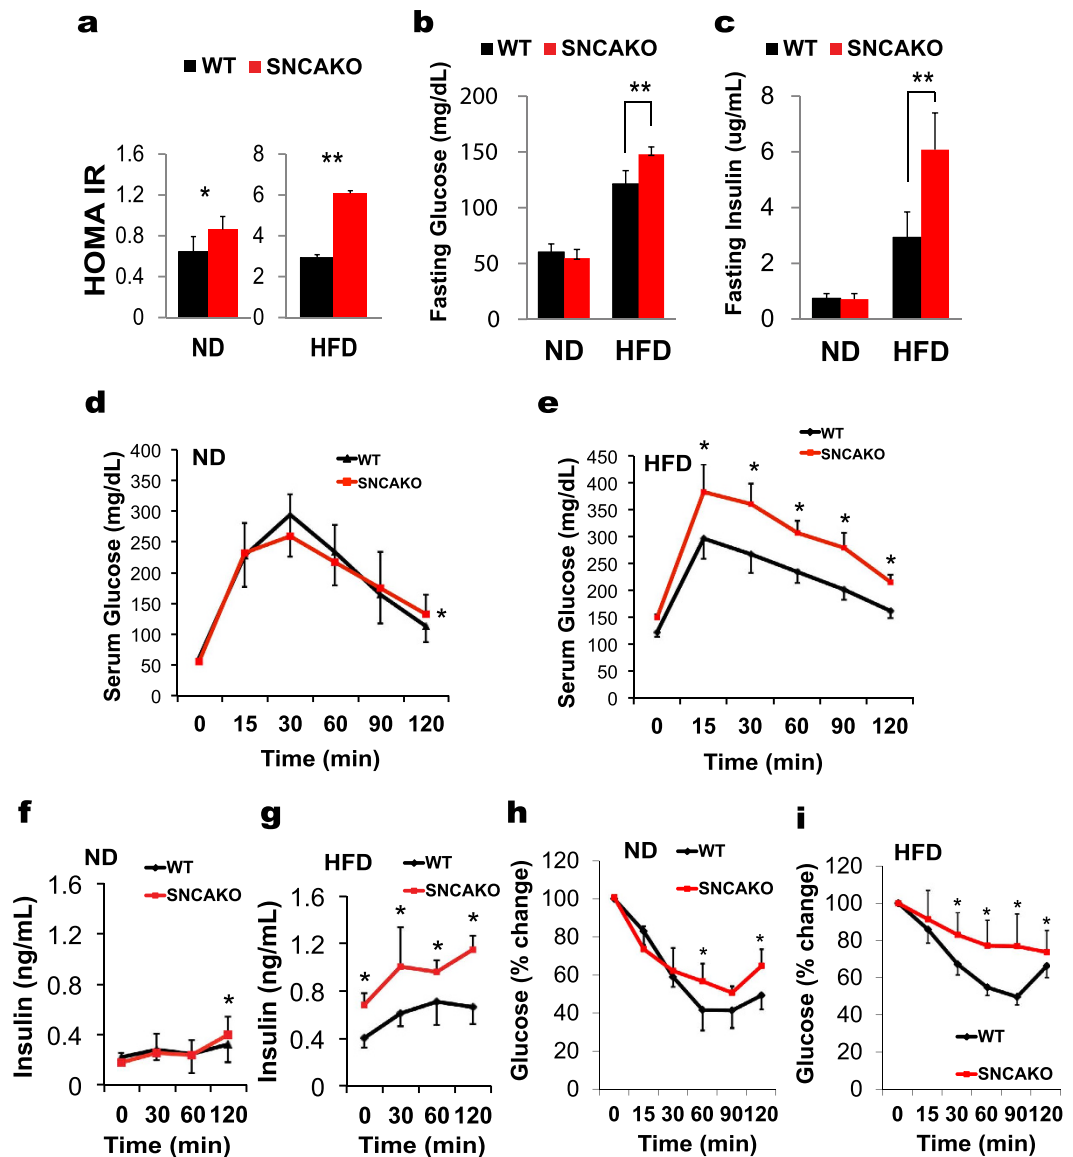 a
WT SNCAKO
HOMA IR
1.6
1.2
0.8
0.4
0
*
ND
8
6
4
2
0
**
HFD
b
WT SNCAKO
Fasting Glucose (mg/dL)
200
150
100
50
0
**
ND HFD
c
WT SNCAKO
Fasting Insulin (ug/mL)
8
6
4
2
0
**
ND HFD
d
ND
WT
SNCAKO
Serum Glucose (mg/dL)
400
350
300
250
200
150
100
50
0
*
0 15 30 60 90 120
Time (min)
e
HFD
WT
SNCAKO
Serum Glucose (mg/dL)
450
400
350
300
250
200
150
100
50
0
* * * * *
0 15 30 60 90 120
Time (min)
f
ND
WT
SNCAKO
Insulin (ng/mL)
1.6
1.2
0.8
0.4
0
*
0 30 60 120
Time (min)
g
HFD
WT
SNCAKO
Insulin (ng/mL)
1.6
1.2
0.8
0.4
0
* * * *
0 30 60 120
Time (min)
h
ND
WT
SNCAKO
Glucose (% change)
120
100
80
60
40
20
0
* *
0 15 30 60 90 120
Time (min)
i
HFD
WT
SNCAKO
Glucose (% change)
120
100
80
60
40
20
0
* * * *
0 15 30 60 90 120
Time (min)